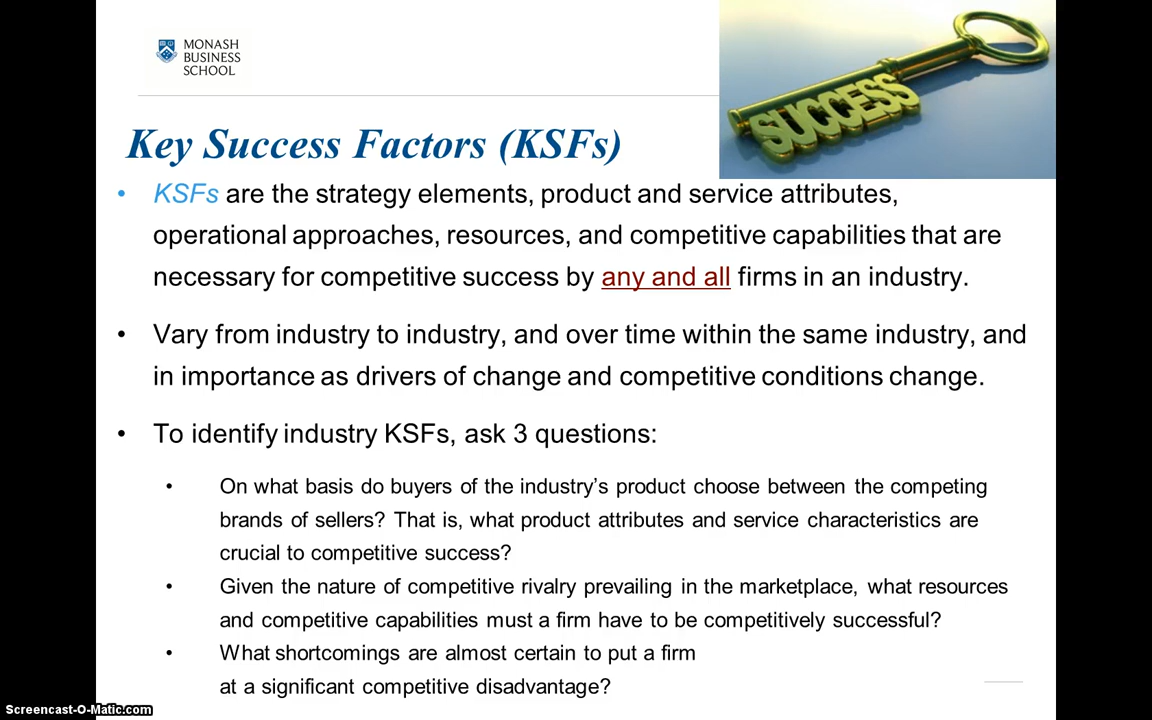 MONASH
BUSINESS
SCHOOL
SUCCESS
Key Success Factors (KSFs)
• KSFs are the strategy elements, product and service attributes,
operational approaches, resources, and competitive capabilities that are
necessary for competitive success by any and all firms in an industry.
• Vary from industry to industry, and over time within the same industry, and
in importance as drivers of change and competitive conditions change.
• To identify industry KSFs, ask 3 questions:
• On what basis do buyers of the industry’s product choose between the competing
brands of sellers? That is, what product attributes and service characteristics are
crucial to competitive success?
• Given the nature of competitive rivalry prevailing in the marketplace, what resources
and competitive capabilities must a firm have to be competitively successful?
• What shortcomings are almost certain to put a firm
at a significant competitive disadvantage?
Screencast-O-Matic.com